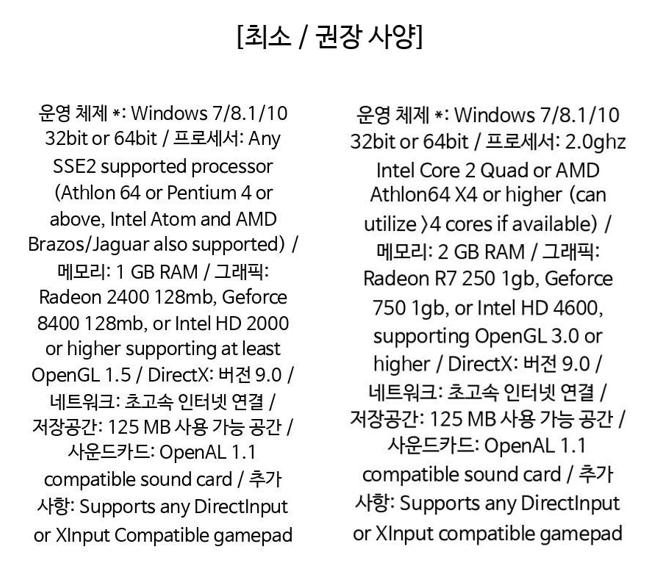 [최소 / 권장 사양]
운영 체제 *: Windows 7/8.1/10
32bit or 64bit / 프로세서: Any
SSE2 supported processor
(Athlon 64 or Pentium 4 or
above, Intel Atom and AMD
Brazos/Jaguar also supported) /
메모리: 1 GB RAM / 그래픽:
Radeon 2400 128mb, Geforce
8400 128mb, or Intel HD 2000
or higher supporting at least
OpenGL 1.5 / DirectX: 버전 9.0 /
네트워크: 초고속 인터넷 연결 /
저장공간: 125 MB 사용 가능 공간 /
사운드카드: OpenAL 1.1
compatible sound card / 추가
사항: Supports any DirectInput
or XInput Compatible gamepad
운영 체제 *: Windows 7/8.1/10
32bit or 64bit / 프로세서: 2.0ghz
Intel Core 2 Quad or AMD
Athlon64 X4 or higher (can
utilize >4 cores if available) /
메모리: 2 GB RAM / 그래픽:
Radeon R7 250 1gb, Geforce
750 1gb, or Intel HD 4600,
supporting OpenGL 3.0 or
higher / DirectX: 버전 9.0 /
네트워크: 초고속 인터넷 연결 /
저장공간: 125 MB 사용 가능 공간 /
사운드카드: OpenAL 1.1
compatible sound card / 추가
사항: Supports any DirectInput
or XInput compatible gamepad